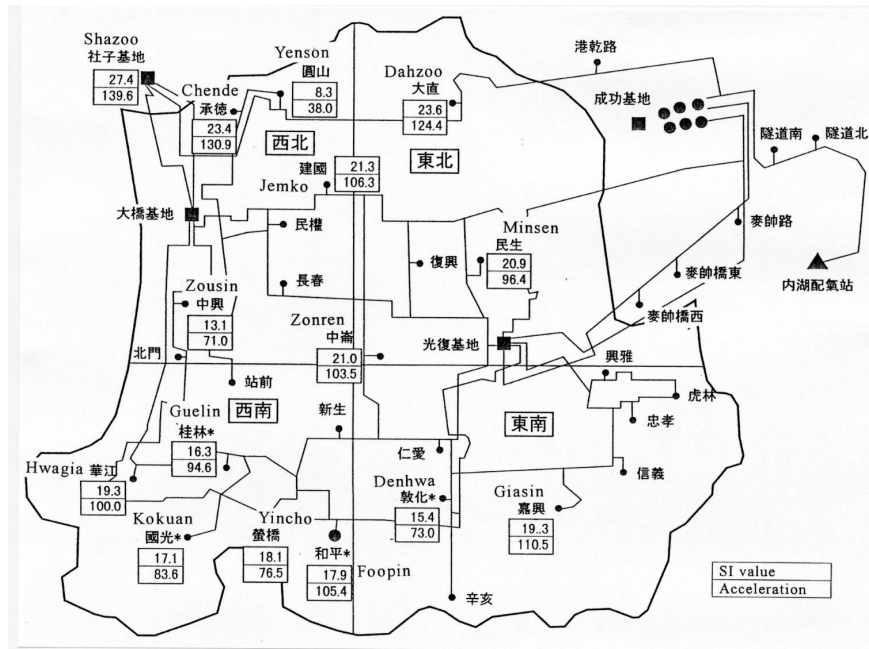 Shazoo
社子基地
27.4
139.6
Chende
承德
23.4
130.9
Yenson
圓山
8.3
38.0
Dahzoo
大直
23.6
124.4
港乾路
成功基地
隧道南
隧道北
西北
東北
建國
21.3
106.3
Jemko
大橋基地
民權
長春
復興
Minsen
民生
20.9
96.4
麥帥路
麥帥橋東
麥帥橋西
内湖配氣站
Zousin
中興
13.1
71.0
Zonren
中崙
21.0
103.5
光復基地
北門
站前
興雅
虎林
忠孝
信義
Guelin
桂林*
16.3
94.6
西南
新生
東南
仁愛
Hwagia 華江
19.3
100.0
Kokuan
國光*
17.1
83.6
Yincho
螢橋
18.1
76.5
和平*
17.9
105.4
Foopin
Denhwa
敦化*
15.4
73.0
Giasin
嘉興
19..3
110.5
辛亥
SI value
Acceleration